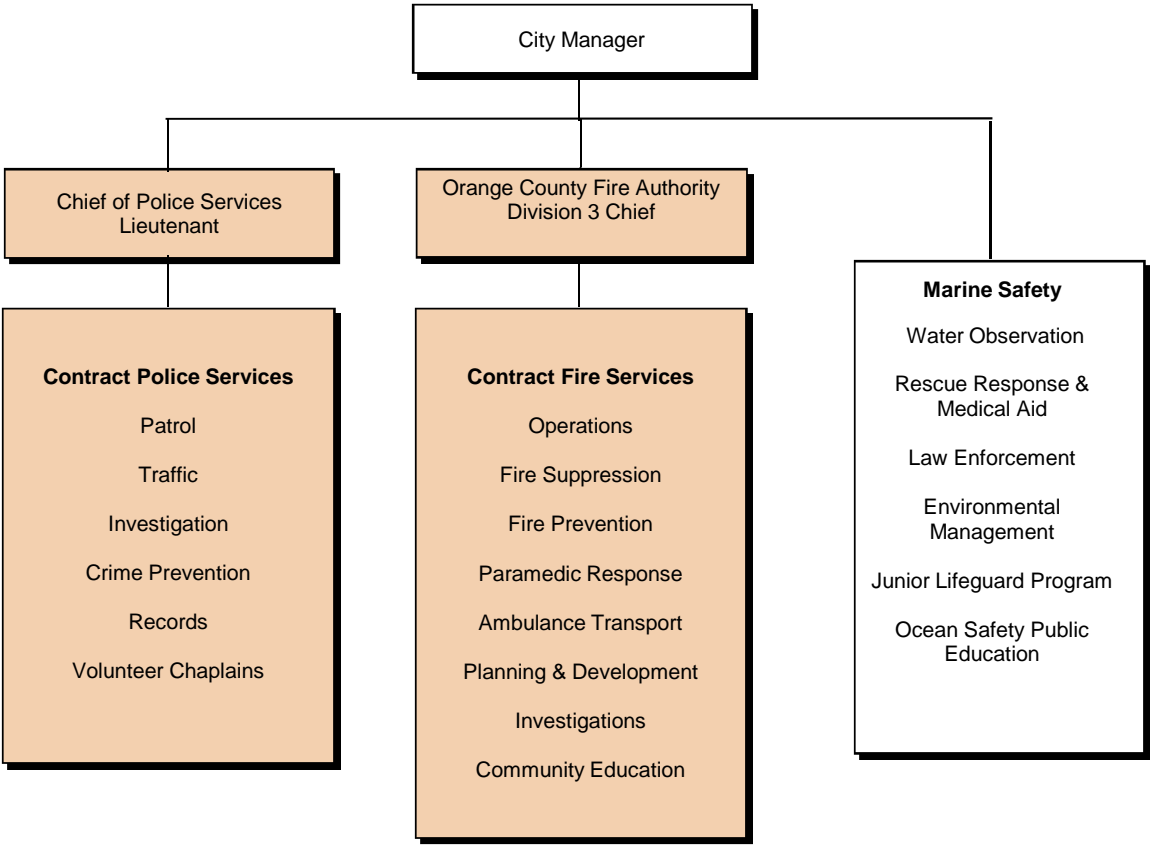 City Manager
Chief of Police Services
Lieutenant
Orange County Fire Authority
Division 3 Chief
Contract Police Services
Patrol
Traffic
Investigation
Crime Prevention
Records
Volunteer Chaplains
Contract Fire Services
Operations
Fire Suppression
Fire Prevention
Paramedic Response
Ambulance Transport
Planning & Development
Investigations
Community Education
Marine Safety
Water Observation
Rescue Response &
Medical Aid
Law Enforcement
Environmental
Management
Junior Lifeguard Program
Ocean Safety Public
Education